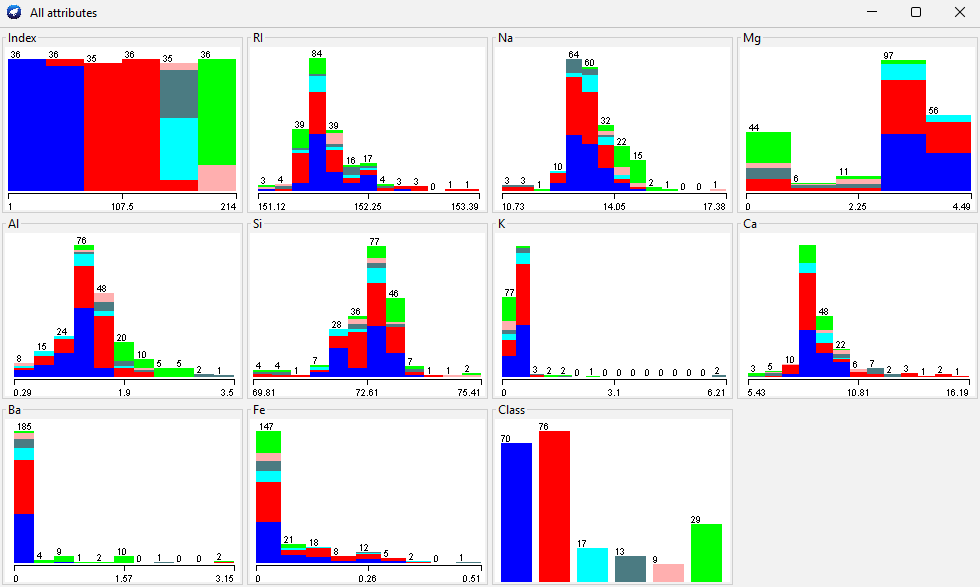 All attributes
Index
36 36 35 36 35 36
1 107.5 214
RI
3 4 39 84 39 16 17 4 3 3 0 1 1
151.12 152.25 153.39
Na
3 3 1 10 64 60 32 22 15 2 1 0 0 1
10.73 14.05 17.38
Mg
44 6 11 97 56
0 2.25 4.49
Al
8 15 24 76 48 20 10 5 5 2 1
0.29 1.9 3.5
Si
4 4 1 7 28 36 77 46 7 1 1 2
69.81 72.61 75.41
K
77 3 2 2 0 1 0 0 0 0 0 0 0 0 2
0 3.1 6.21
Ca
3 5 10 48 22 6 7 2 3 1 2 1
5.43 10.81 16.19
Ba
185 4 9 1 2 10 0 1 0 0 2
0 1.57 3.15
Fe
147 21 18 8 12 5 2 0 1
0 0.26 0.51
Class
70 76 17 13 9 29